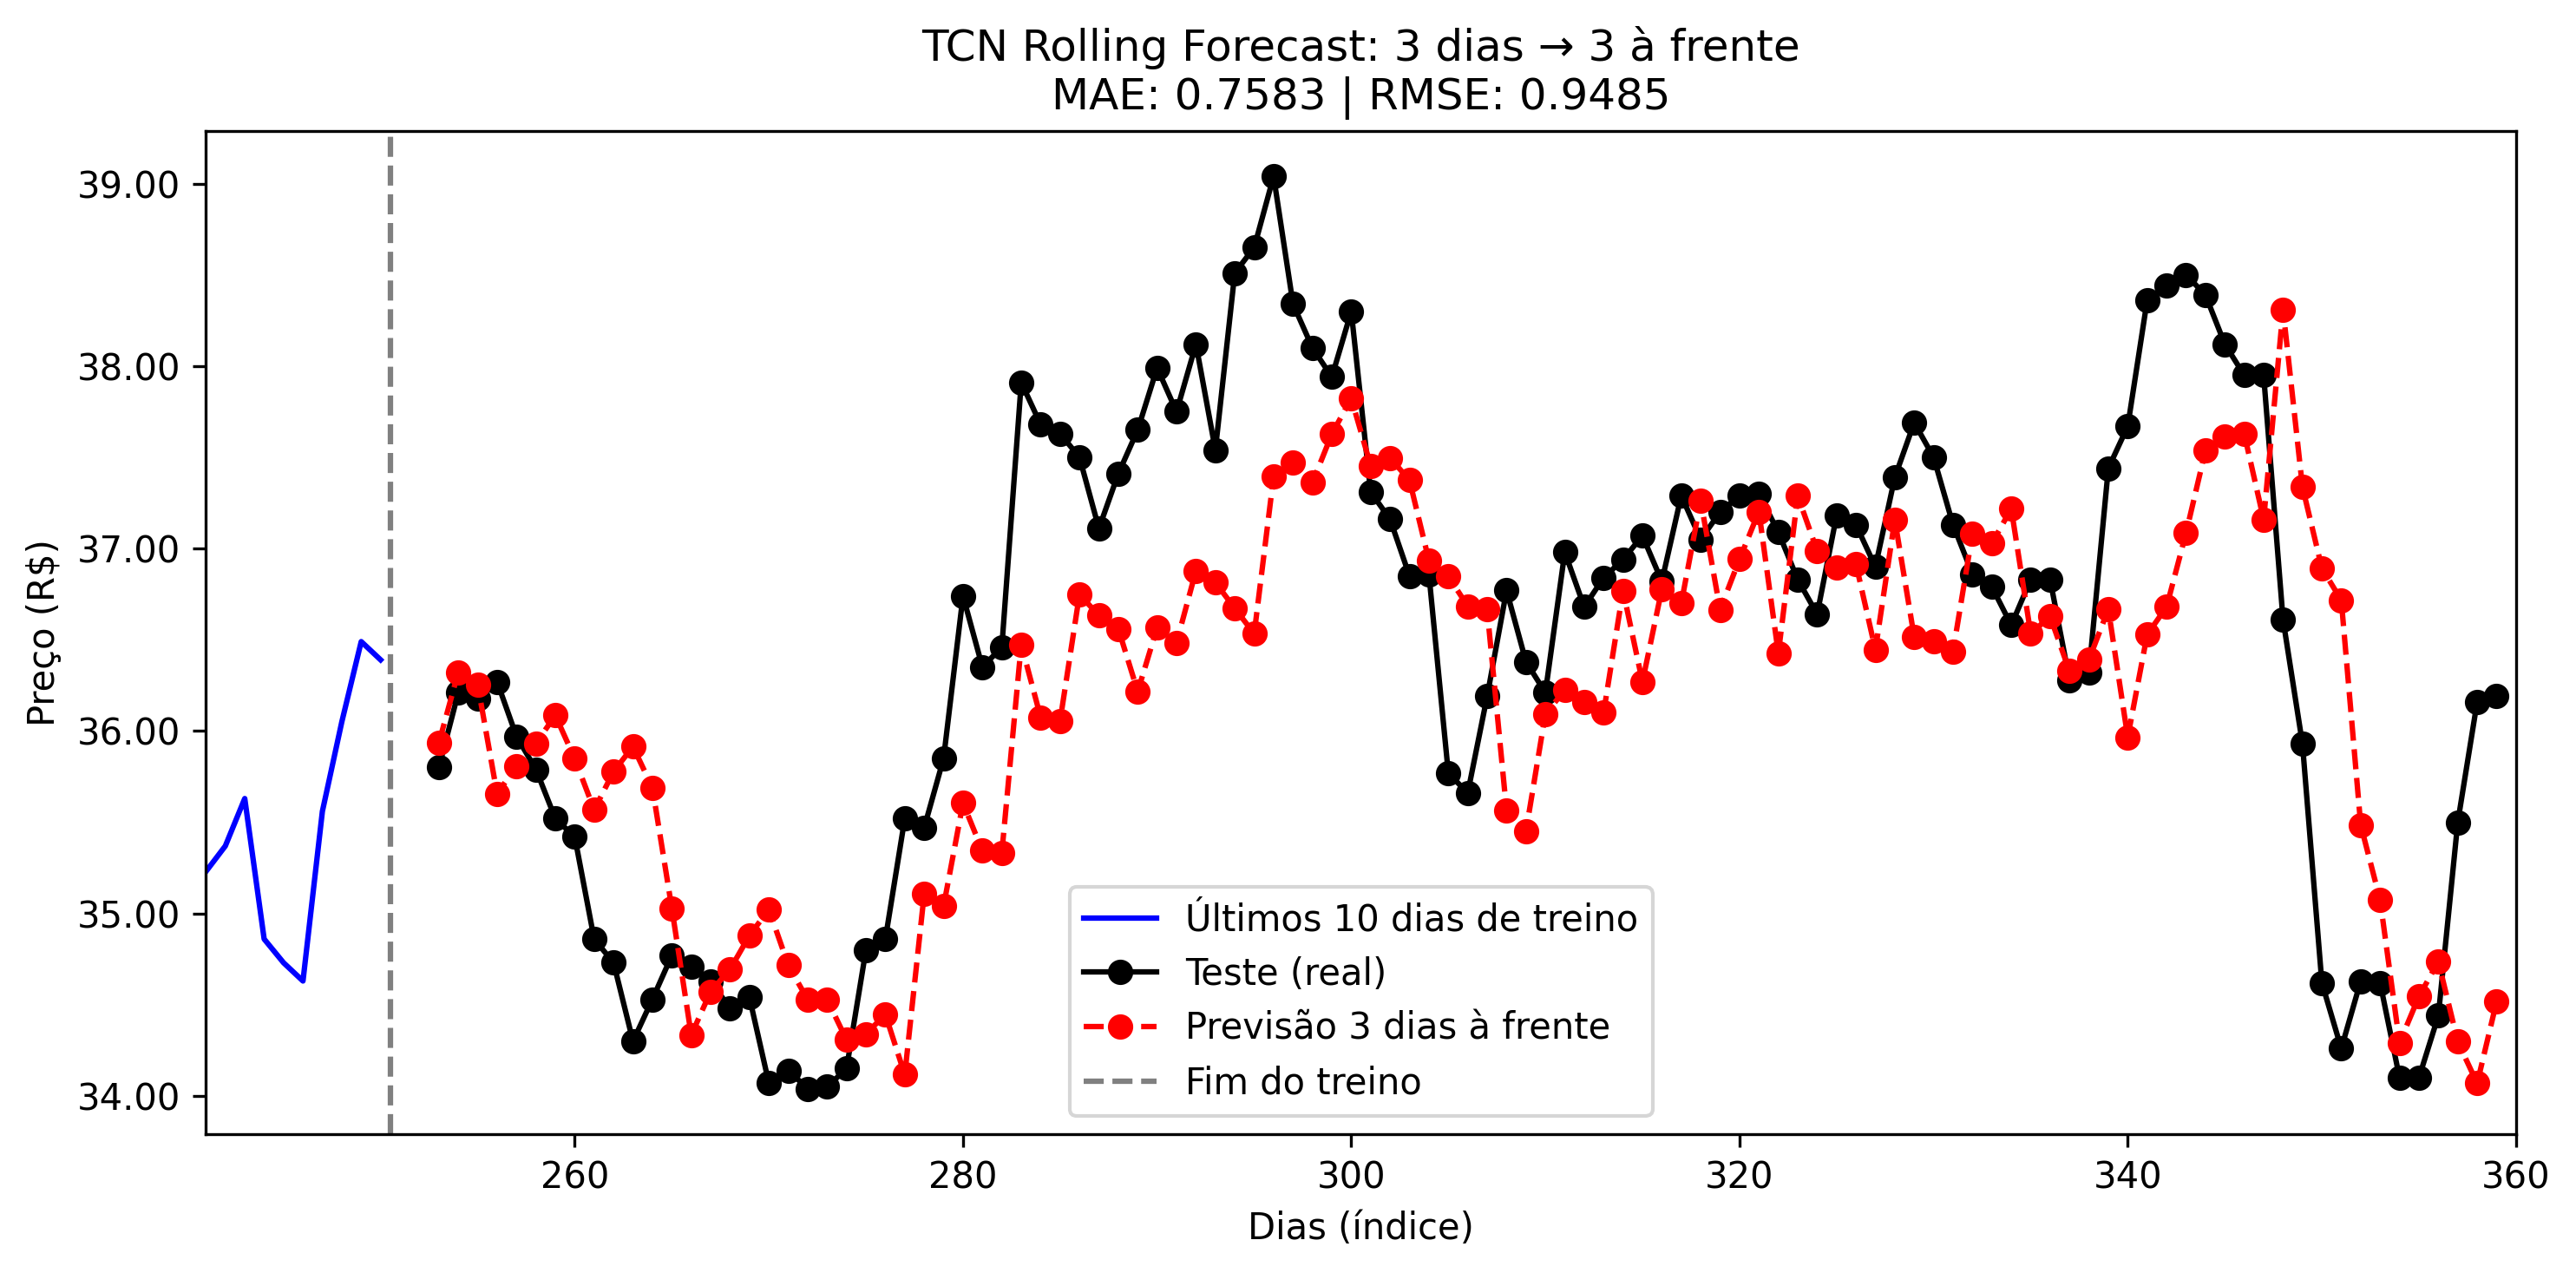 TCN Rolling Forecast: 3 dias → 3 à frente
MAE: 0.7583 | RMSE: 0.9485
Preço (R$)
39.00
38.00
37.00
36.00
35.00
34.00
Últimos 10 dias de treino
Teste (real)
Previsão 3 dias à frente
Fim do treino
260 280 300 320 340 360
Dias (índice)